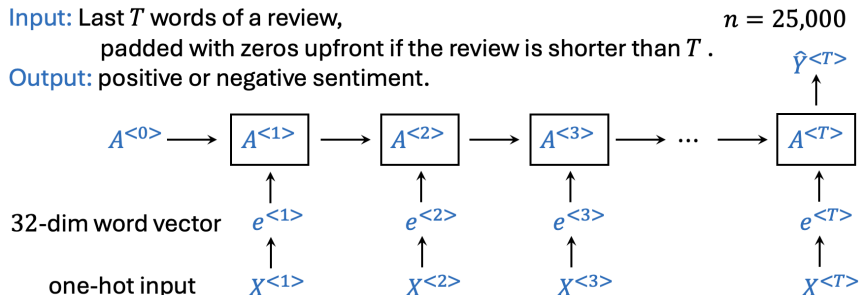 Input: Last T words of a review, n = 25,000
padded with zeros upfront if the review is shorter than T .
Output: positive or negative sentiment. Ŷ<T>
A<0> A<1> A<2> A<3> ... A<T>
32-dim word vector e<1> e<2> e<3> e<T>
one-hot input X<1> X<2> X<3> X<T>